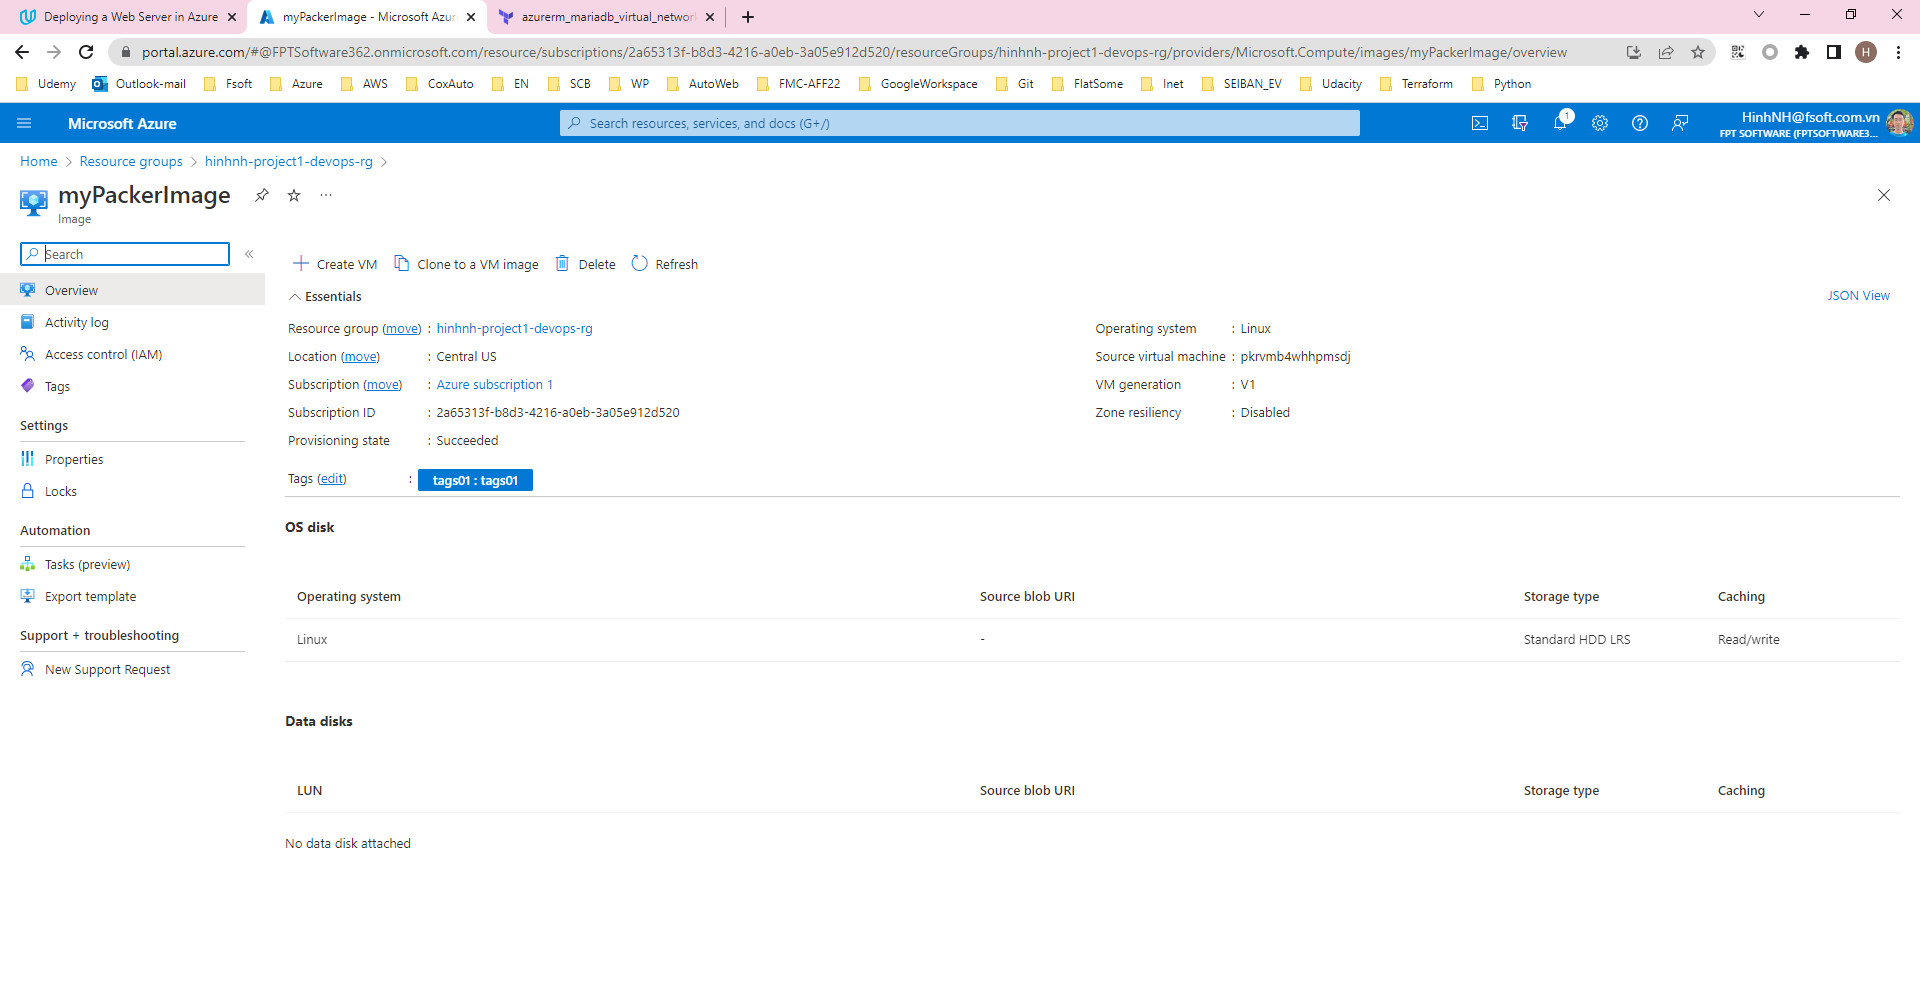 Deploying a Web Server in Azure
myPackerImage - Microsoft Azur
azurerm_mariadb_virtual_networ
portal.azure.com/#@FPTSoftware362.onmicrosoft.com/resource/subscriptions/2a65313f-b8d3-4216-a0eb-3a05e912d520/resourceGroups/hinhnh-project1-devops-rg/providers/Microsoft.Compute/images/myPackerImage/overview
H
Udemy Outlook-mail Fsoft Azure AWS CoxAuto EN SCB WP AutoWeb FMC-AFF22 GoogleWorkspace Git FlatSome Inet SEIBAN_EV Udacity Terraform Python
Microsoft Azure
Search resources, services, and docs (G+/)
1
HinhNH@fsoft.com.vn
FPT SOFTWARE (FPTSOFTWARE3...
Home > Resource groups > hinhnh-project1-devops-rg >
myPackerImage
Image
Search
Overview
Activity log
Access control (IAM)
Tags
Settings
Properties
Locks
Automation
Tasks (preview)
Export template
Support + troubleshooting
New Support Request
Create VM Clone to a VM image Delete Refresh
Essentials
JSON View
Resource group (move) : hinhnh-project1-devops-rg
Location (move) : Central US
Subscription (move) : Azure subscription 1
Subscription ID : 2a65313f-b8d3-4216-a0eb-3a05e912d520
Provisioning state : Succeeded
Operating system : Linux
Source virtual machine : pkrvmb4whhpmsdj
VM generation : V1
Zone resiliency : Disabled
Tags (edit) : tags01 : tags01
OS disk
Operating system Source blob URI Storage type Caching
Linux - Standard HDD LRS Read/write
Data disks
LUN Source blob URI Storage type Caching
No data disk attached